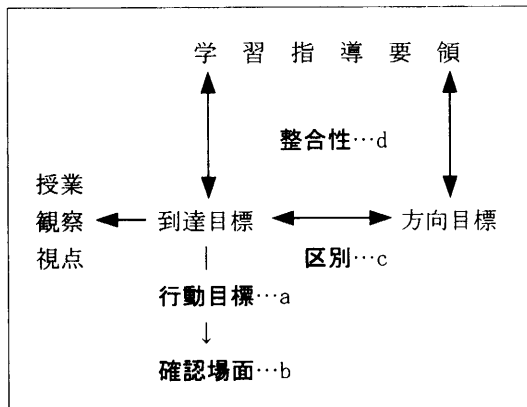 学習指導要領
整合性…d
授業
観察
視点
到達目標
方向目標
区別…c
行動目標…a
確認場面…b